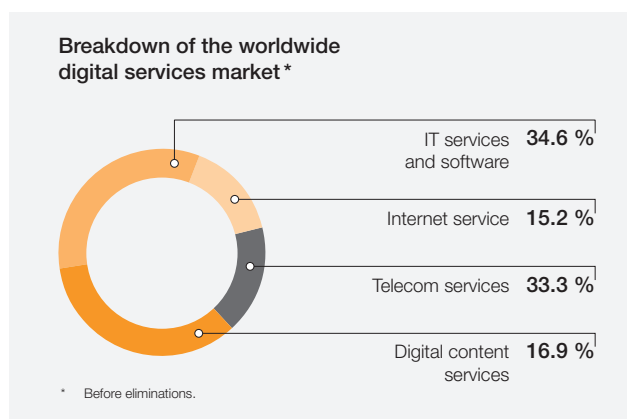 Breakdown of the worldwide
digital services market *
IT services 34.6 %
and software
Internet service 15.2 %
Telecom services 33.3 %
Digital content 16.9 %
services
* Before eliminations.